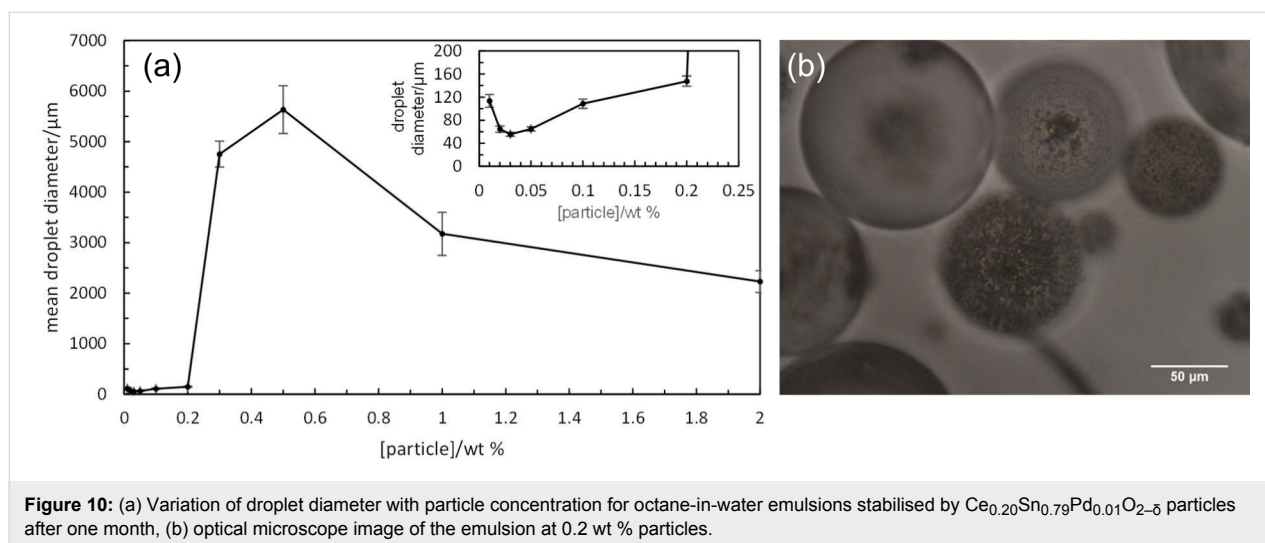 (a)
7000
6000
5000
4000
3000
2000
1000
0
mean droplet diameter/µm
0 0.2 0.4 0.6 0.8 1 1.2 1.4 1.6 1.8 2
[particle]/wt %
200
160
120
80
40
0
droplet
diameter/µm
0 0.05 0.1 0.15 0.2 0.25
[particle]/wt %
(b)
50 µm
Figure 10: (a) Variation of droplet diameter with particle concentration for octane-in-water emulsions stabilised by Ce0.20Sn0.79Pd0.01O2–δ particles
after one month, (b) optical microscope image of the emulsion at 0.2 wt % particles.